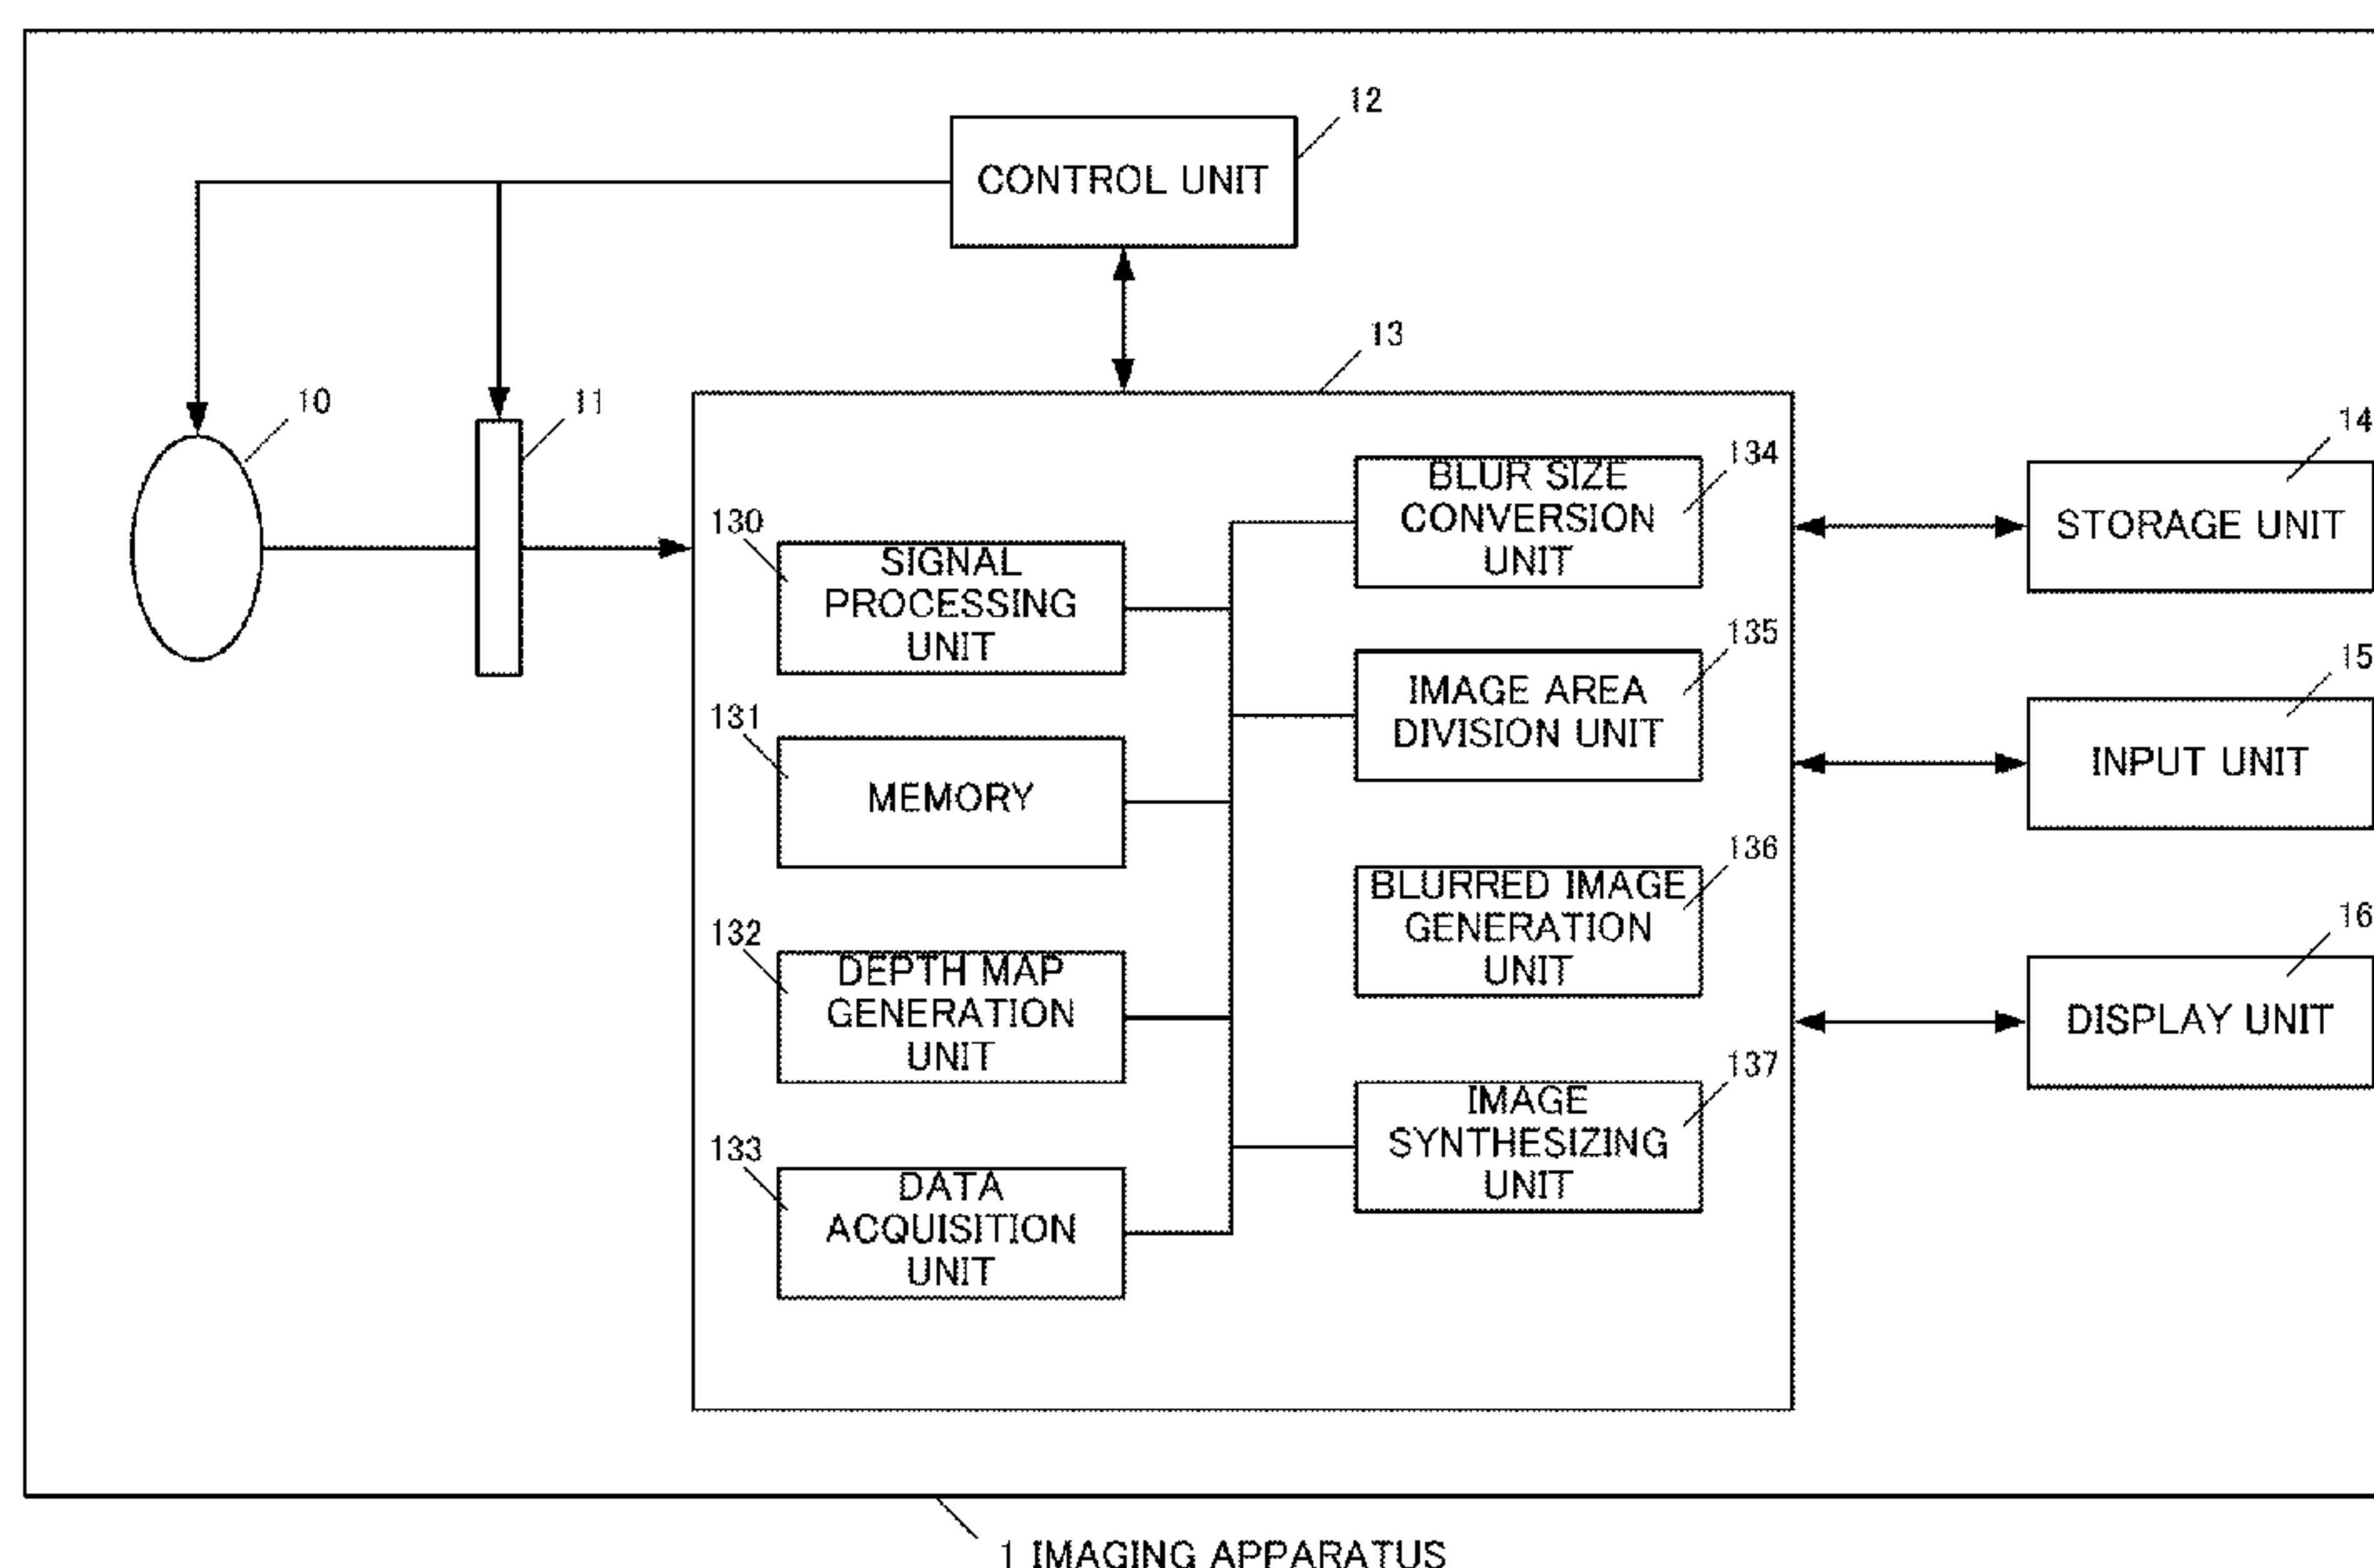 12
CONTROL UNIT
13
10
11
14
STORAGE UNIT
15
INPUT UNIT
16
DISPLAY UNIT
130
SIGNAL
PROCESSING
UNIT
131
MEMORY
132
DEPTH MAP
GENERATION
UNIT
133
DATA
ACQUISITION
UNIT
134
BLUR SIZE
CONVERSION
UNIT
135
IMAGE AREA
DIVISION UNIT
136
BLURRED IMAGE
GENERATION
UNIT
137
IMAGE
SYNTHESIZING
UNIT
1 IMAGING APPARATUS